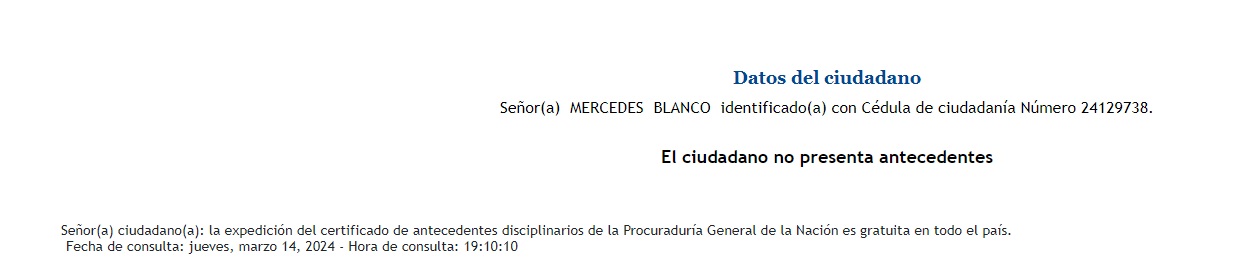 Datos del ciudadano
Señor(a) MERCEDES BLANCO identificado(a) con Cédula de ciudadanía Número 24129738.
El ciudadano no presenta antecedentes
Señor(a) ciudadano(a): la expedición del certificado de antecedentes disciplinarios de la Procuraduría General de la Nación es gratuita en todo el país.
Fecha de consulta: jueves, marzo 14, 2024 - Hora de consulta: 19:10:10